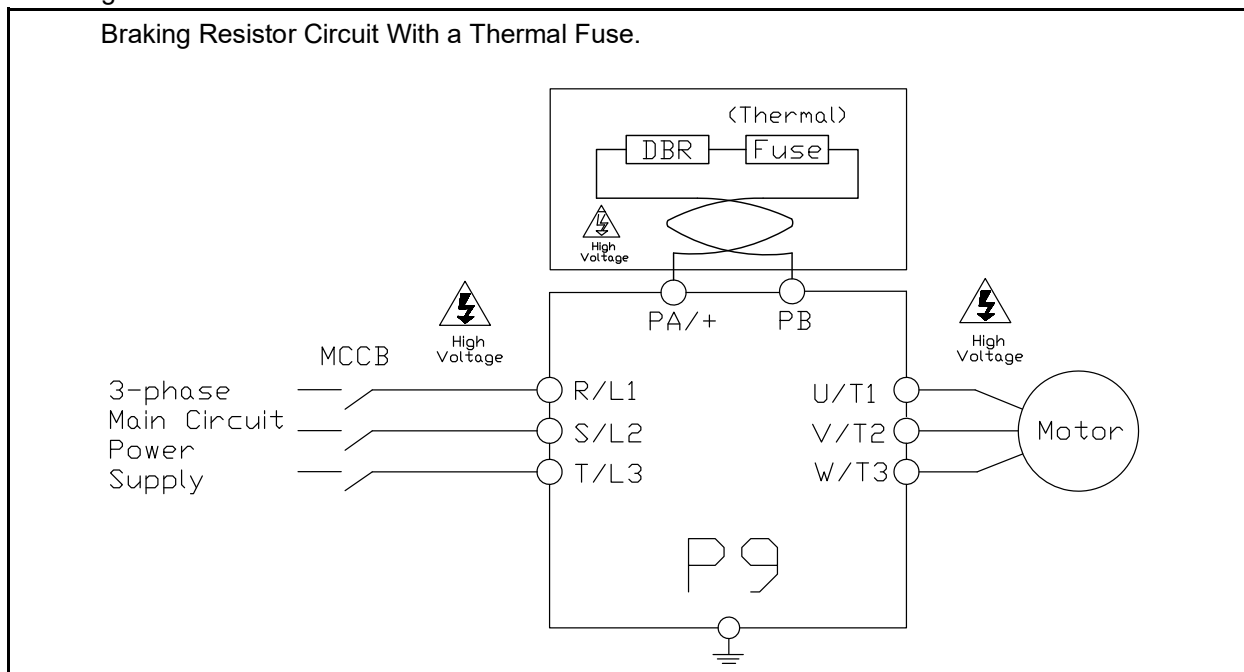 Braking Resistor Circuit With a Thermal Fuse.
(Thermal)
DBR
Fuse
High
Voltage
PA/+
PB
High
Voltage
High
Voltage
MCCB
3-phase
Main Circuit
Power
Supply
R/L1
S/L2
T/L3
U/T1
V/T2
W/T3
Motor
P9